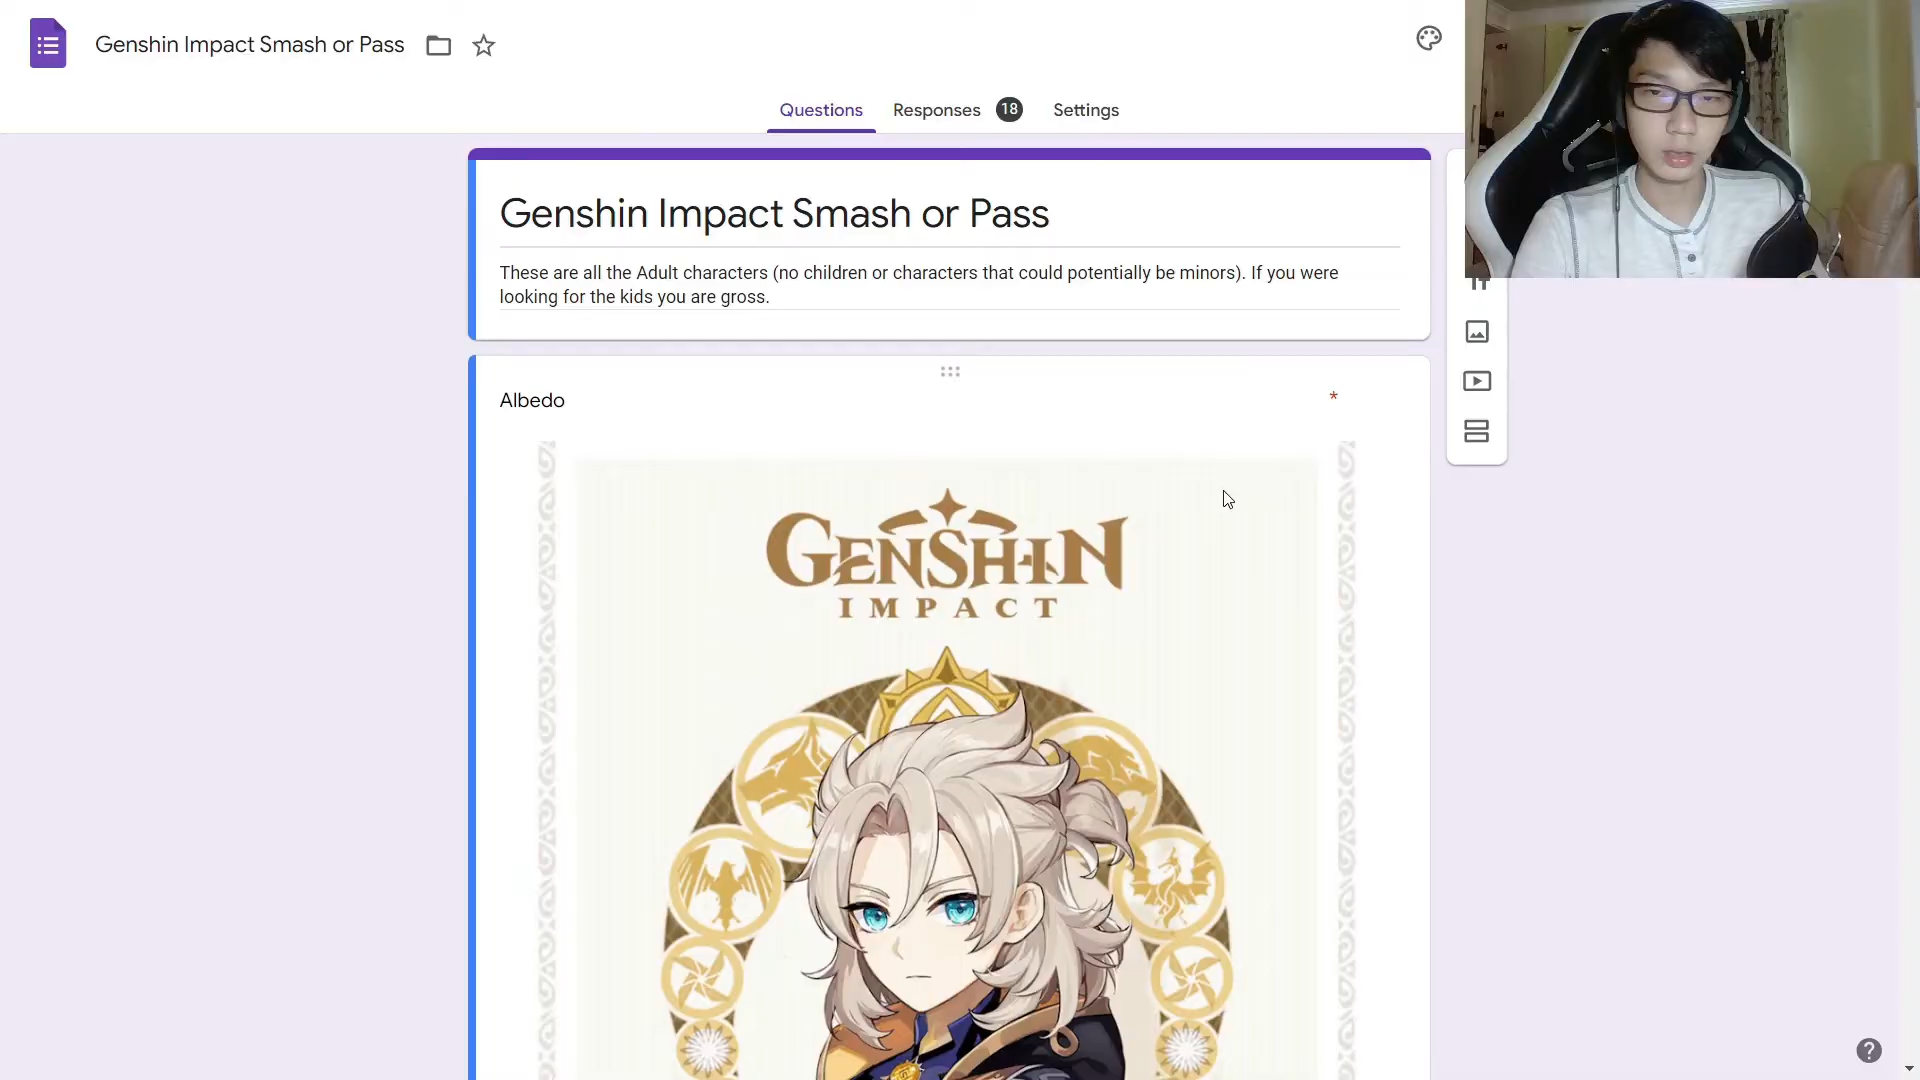 Genshin Impact Smash or Pass
Questions
Responses 18
Settings
Genshin Impact Smash or Pass
These are all the Adult characters (no children or characters that could potentially be minors). If you were
looking for the kids you are gross.
Albedo *
GENSHIN
IMPACT